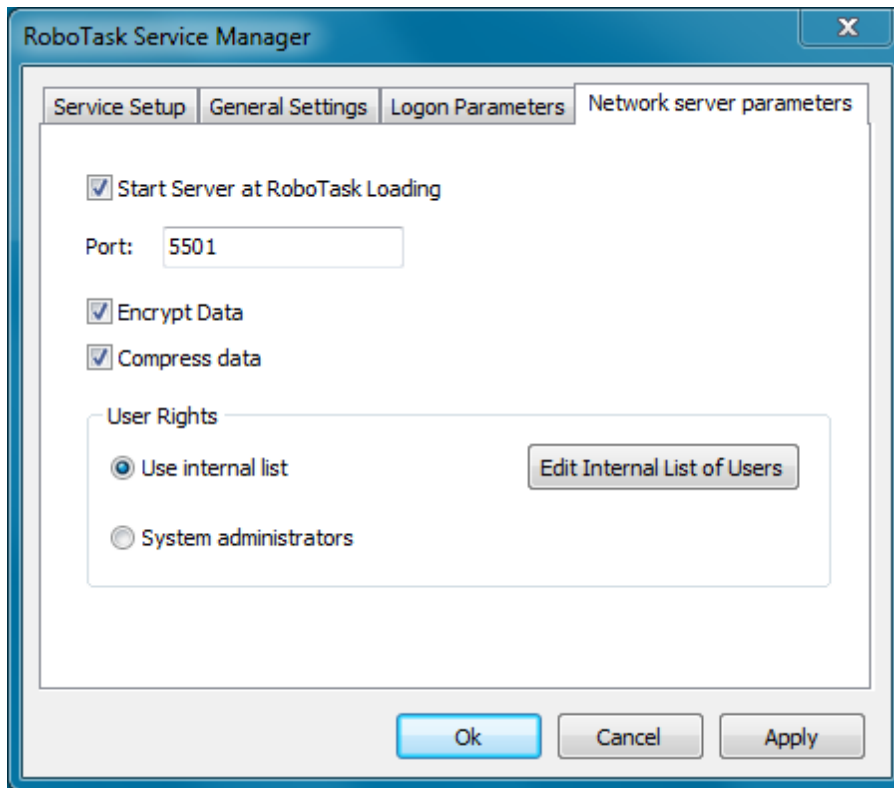 RoboTask Service Manager
Service Setup General Settings Logon Parameters Network server parameters
Start Server at RoboTask Loading
Port: 5501
Encrypt Data
Compress data
User Rights
Use internal list Edit Internal List of Users
System administrators
Ok Cancel Apply